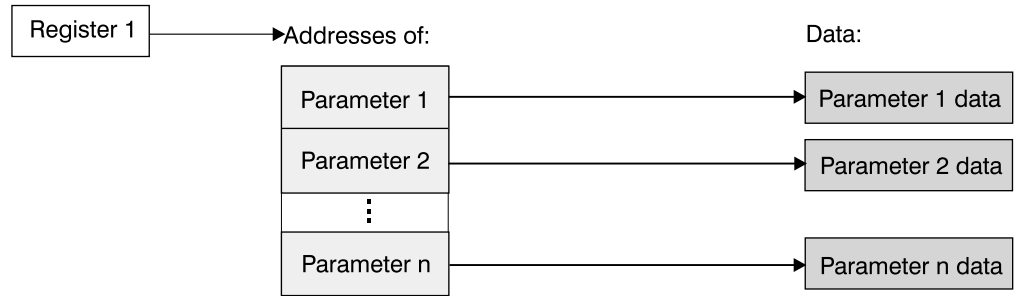 Register 1
Addresses of:
Data:
Parameter 1
Parameter 1 data
Parameter 2
Parameter 2 data
Parameter n
Parameter n data